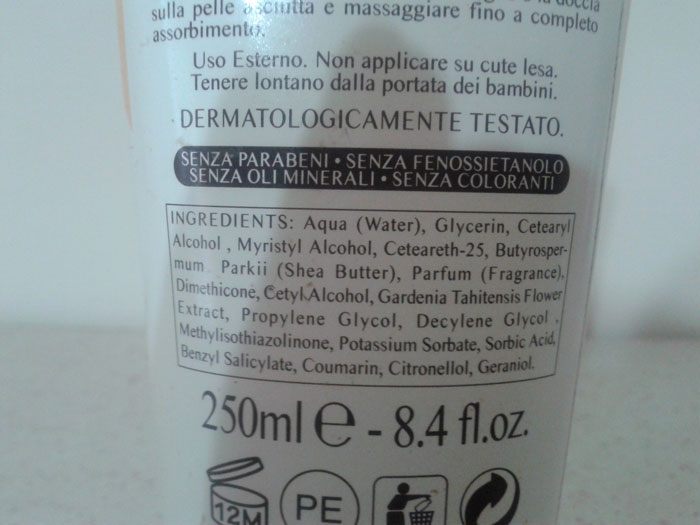 sulla pelle asciutta e massaggiare fino a completo
assorbimento.
Uso Esterno. Non applicare su cute lesa.
Tenere lontano dalla portata dei bambini.
DERMATOLOGICAMENTE TESTATO.
SENZA PARABENI • SENZA FENOSSIETANOLO
SENZA OLI MINERALI • SENZA COLORANTI
INGREDIENTS: Aqua (Water), Glycerin, Cetearyl
Alcohol , Myristyl Alcohol, Ceteareth-25, Butyrosper-
mum Parkii (Shea Butter), Parfum (Fragrance),
Dimethicone, Cetyl Alcohol, Gardenia Tahitensis Flower
Extract, Propylene Glycol, Decylene Glycol ,
Methylisothiazolinone, Potassium Sorbate, Sorbic Acid,
Benzyl Salicylate, Coumarin, Citronellol, Geraniol.
250ml e - 8.4 fl.oz.
12M PE